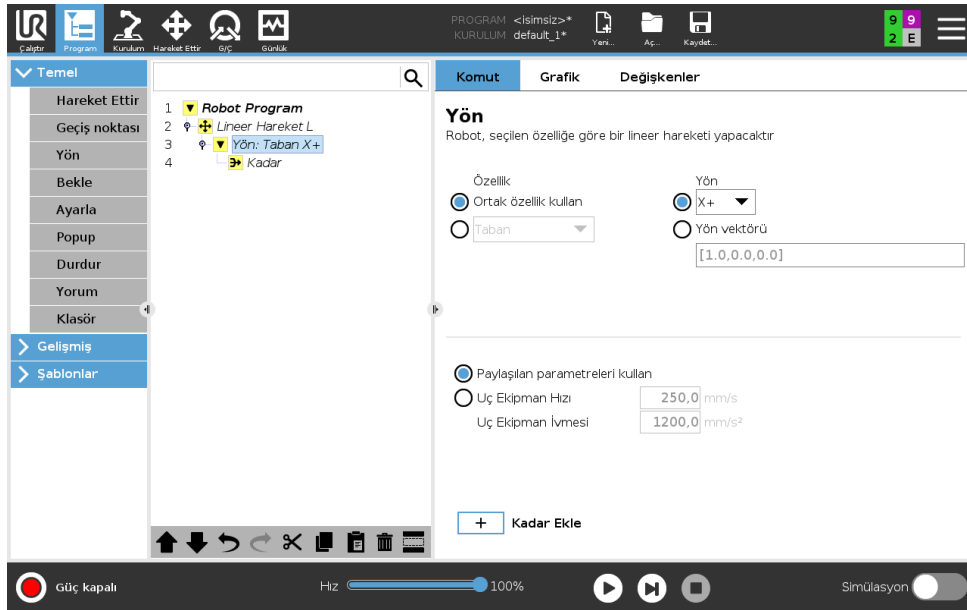 UR
PROGRAM <isimsiz>*
KURULUM default_1*
Çalıştır
Program
Kurulum
Hareket Ettir
G/Ç
Günlük
Yeni...
Aç...
Kaydet...
9 9
2 E
Temel
Hareket Ettir
Geçiş noktası
Yön
Bekle
Ayarla
Popup
Durdur
Yorum
Klasör
Gelişmiş
Şablonlar
1 Robot Program
2 Lineer Hareket L
3 Yön: Taban X+
4 Kadar
Komut Grafik Değişkenler
Yön
Robot, seçilen özelliğe göre bir lineer hareketi yapacaktır
Özellik Yön
Ortak özellik kullan X+
Taban Yön vektörü
[1.0,0.0,0.0]
Paylaşılan parametreleri kullan
Uç Ekipman Hızı 250,0 mm/s
Uç Ekipman İvmesi 1200,0 mm/s²
+ Kadar Ekle
Güç kapalı Hız 100% Simülasyon